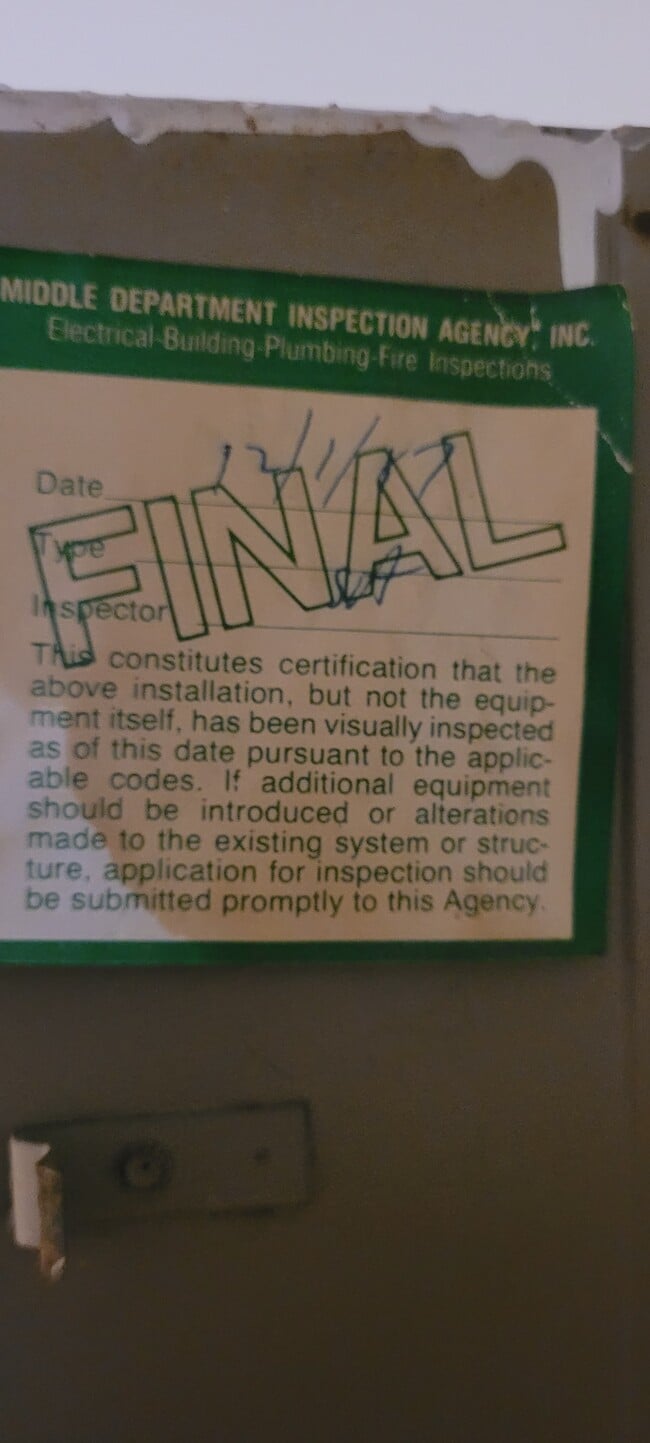 MIDDLE DEPARTMENT INSPECTION AGENCY, INC.
Electrical-Building-Plumbing-Fire Inspections
Date 12/1/
FINAL
Type
Inspector
This constitutes certification that the
above installation, but not the equip-
ment itself, has been visually inspected
as of this date pursuant to the applic-
able codes. If additional equipment
should be introduced or alterations
made to the existing system or struc-
ture, application for inspection should
be submitted promptly to this Agency.